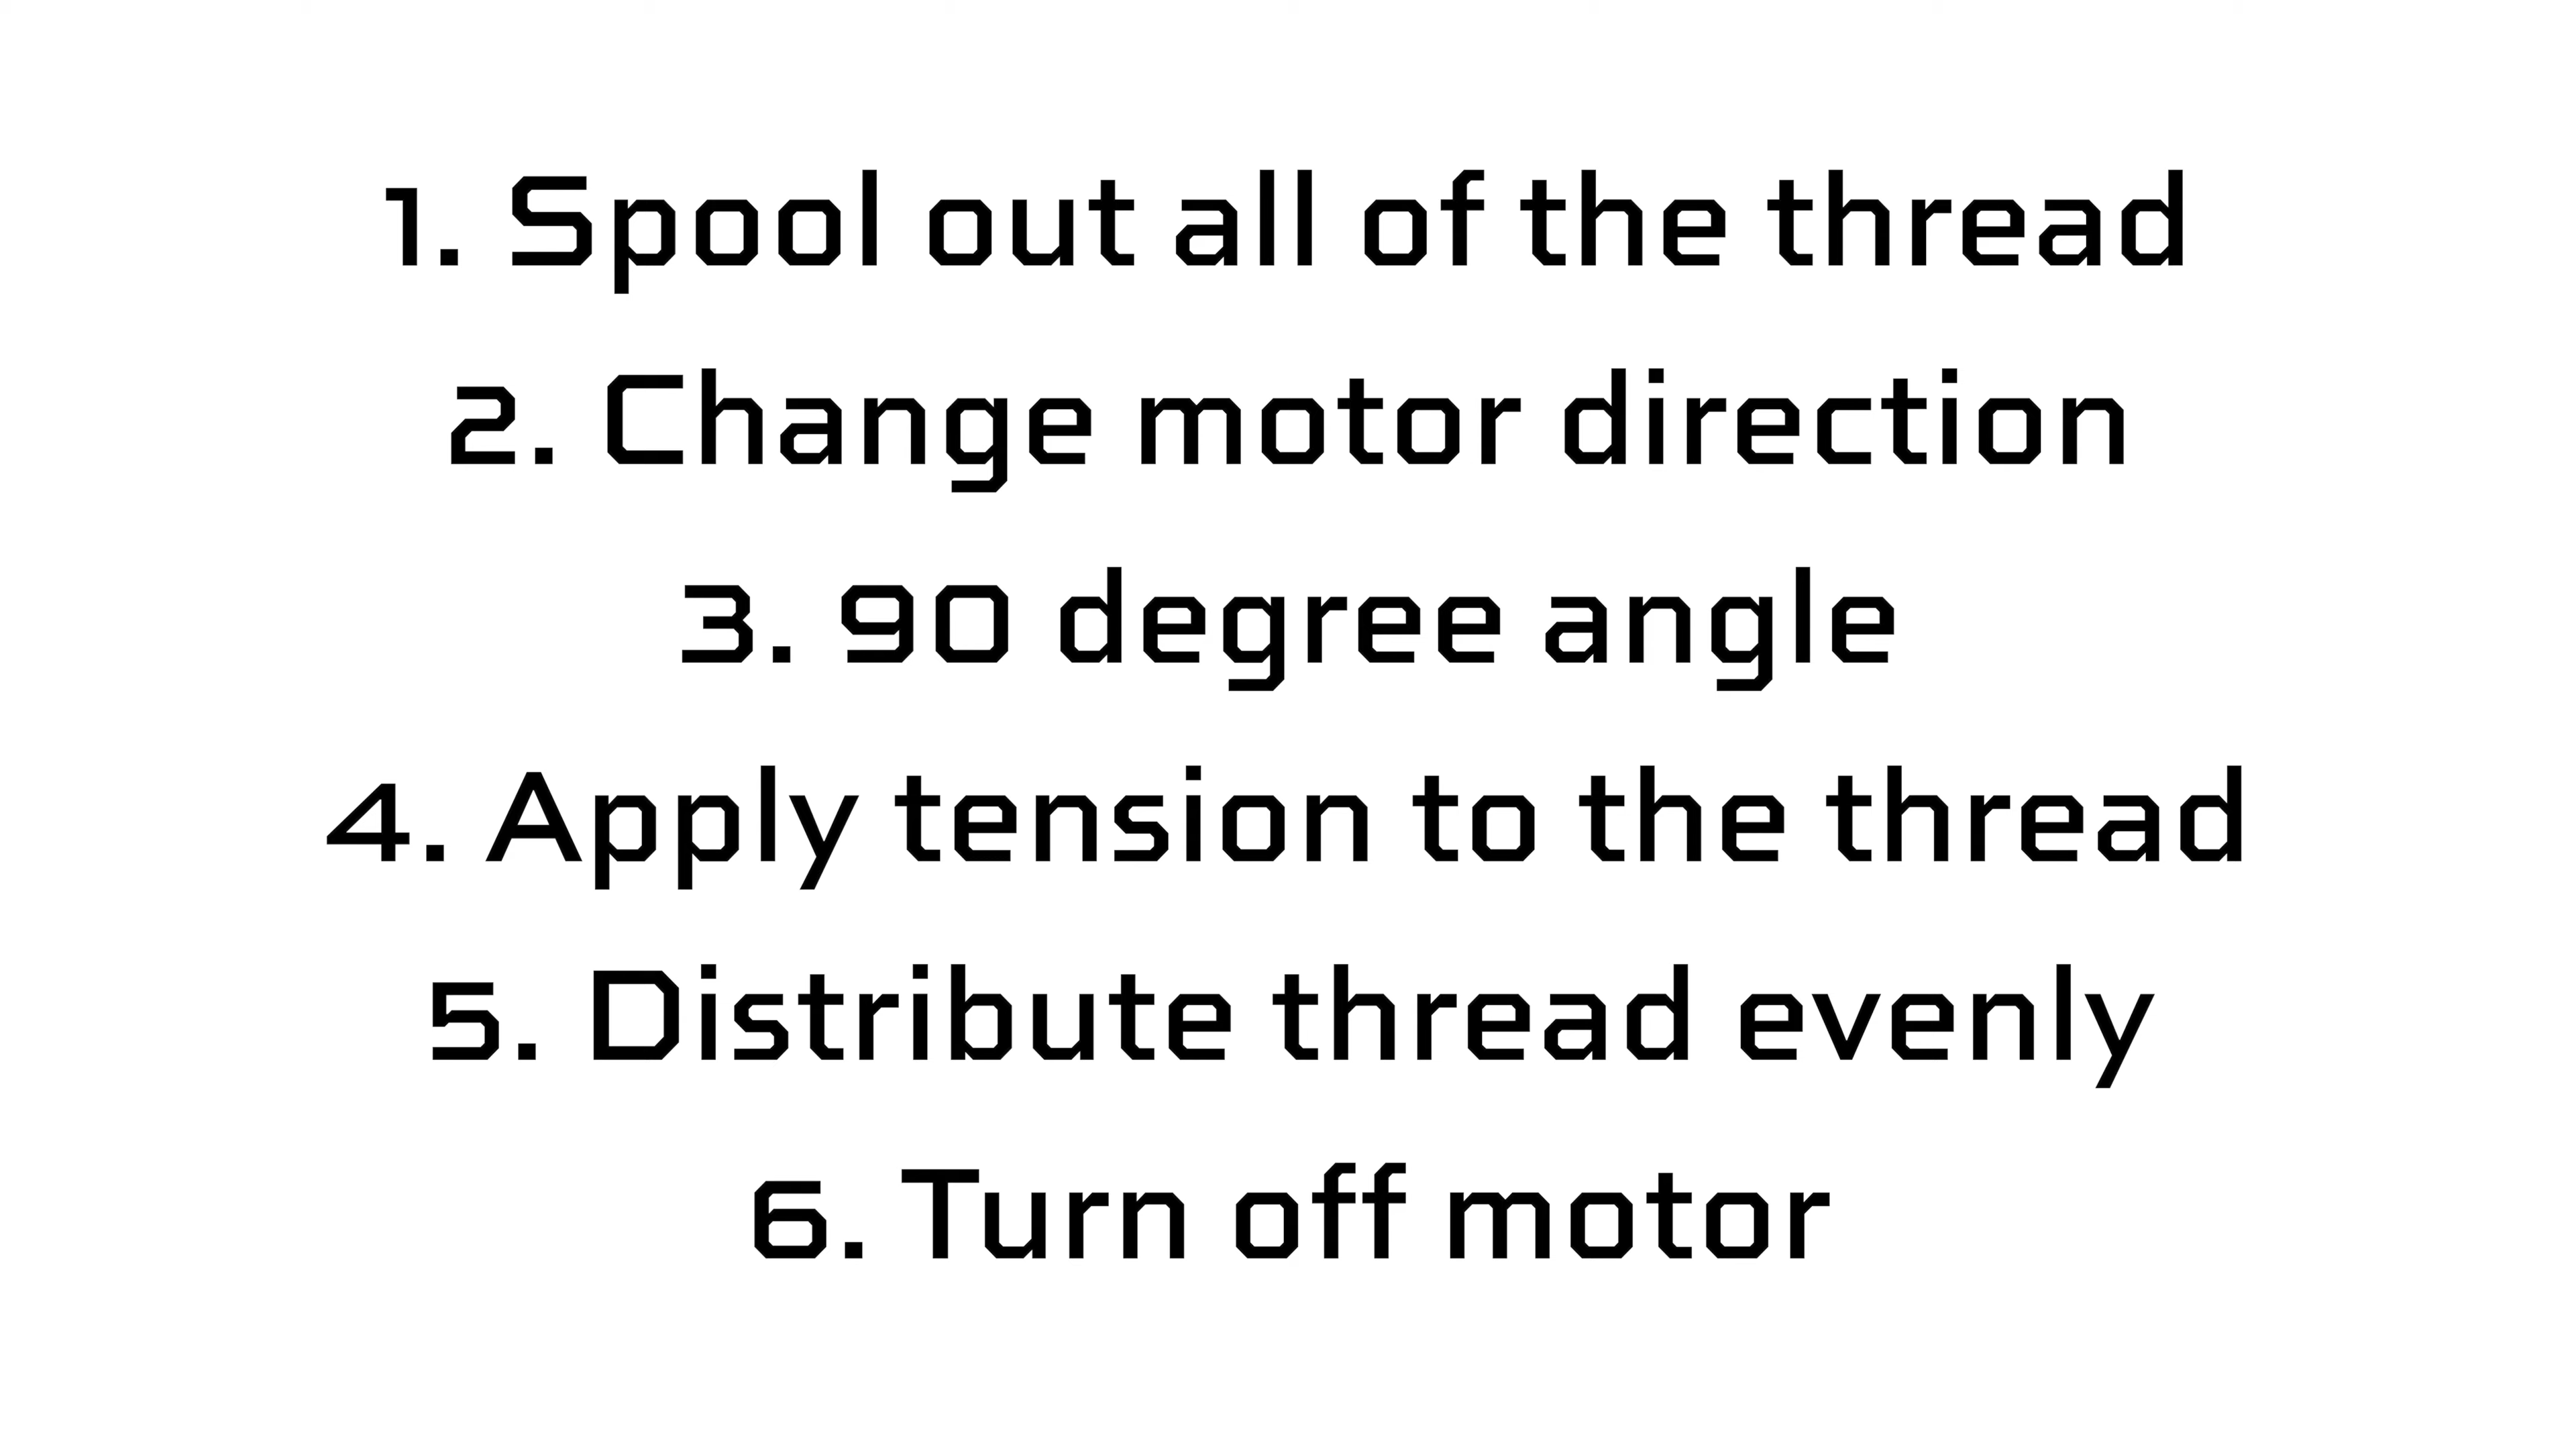 1. Spool out all of the thread
2. Change motor direction
3. 90 degree angle
4. Apply tension to the thread
5. Distribute thread evenly
6. Turn off motor